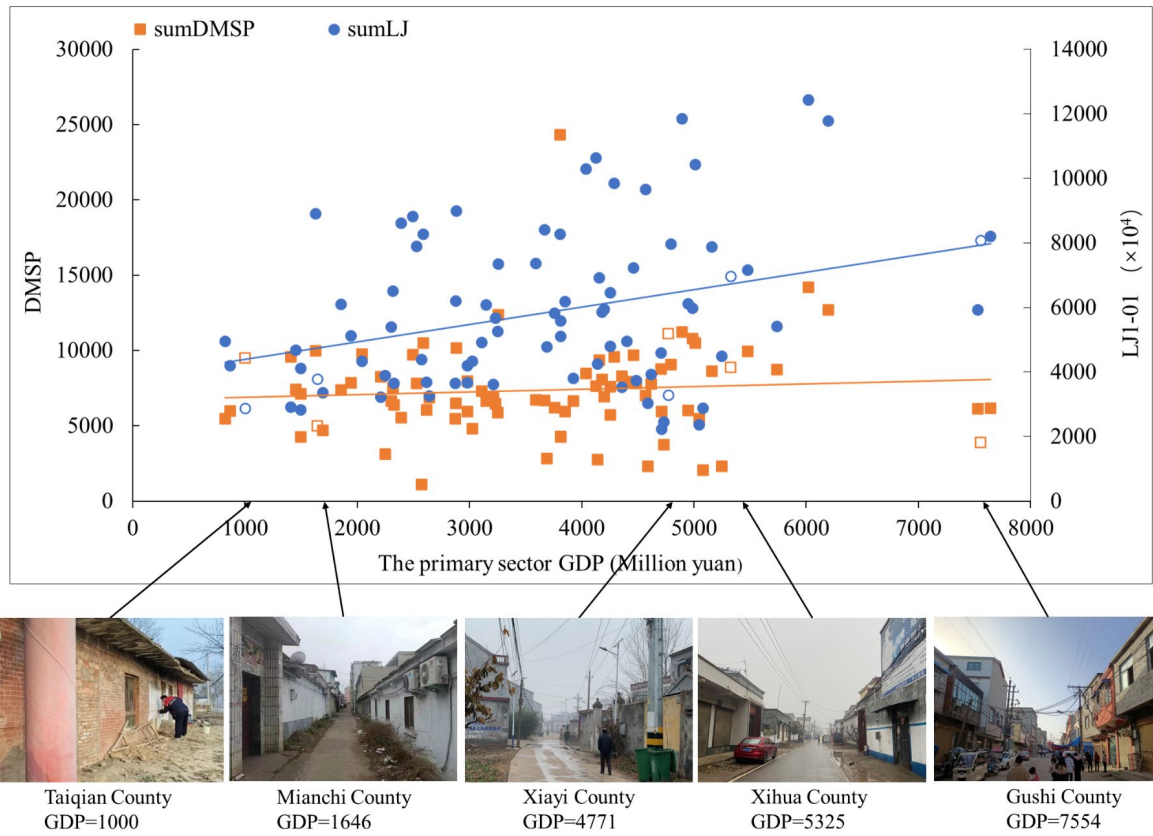 sumDMSP sumLJ
30000 14000
25000 12000
20000 10000
15000 8000
10000 6000
5000 4000
0 2000
0
DMSP
LJ1-01 (×10⁴)
0 1000 2000 3000 4000 5000 6000 7000 8000
The primary sector GDP (Million yuan)
Taiqian County
GDP=1000
Mianchi County
GDP=1646
Xiayi County
GDP=4771
Xihua County
GDP=5325
Gushi County
GDP=7554